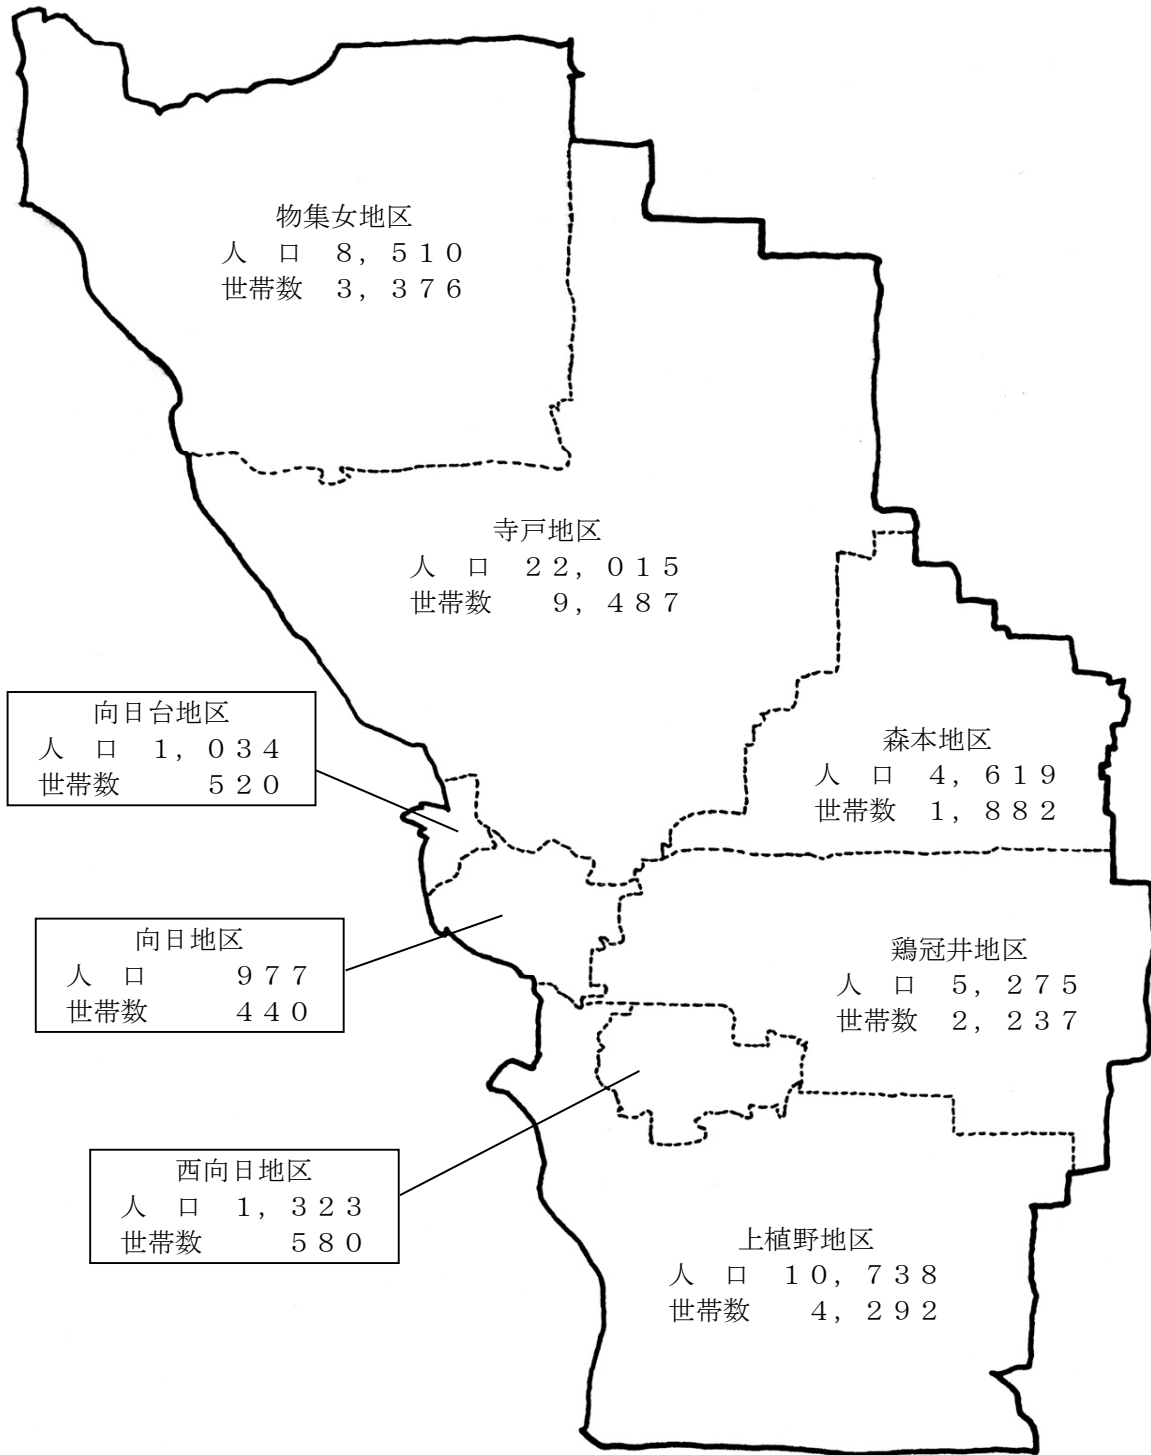 物集女地区
人　口　８，５１０
世帯数　３，３７６
寺戸地区
人　口　２２，０１５
世帯数　９，４８７
向日台地区
人　口　１，０３４
世帯数　５２０
森本地区
人　口　４，６１９
世帯数　１，８８２
向日地区
人　口　９７７
世帯数　４４０
鶏冠井地区
人　口　５，２７５
世帯数　２，２３７
西向日地区
人　口　１，３２３
世帯数　５８０
上植野地区
人　口　１０，７３８
世帯数　４，２９２